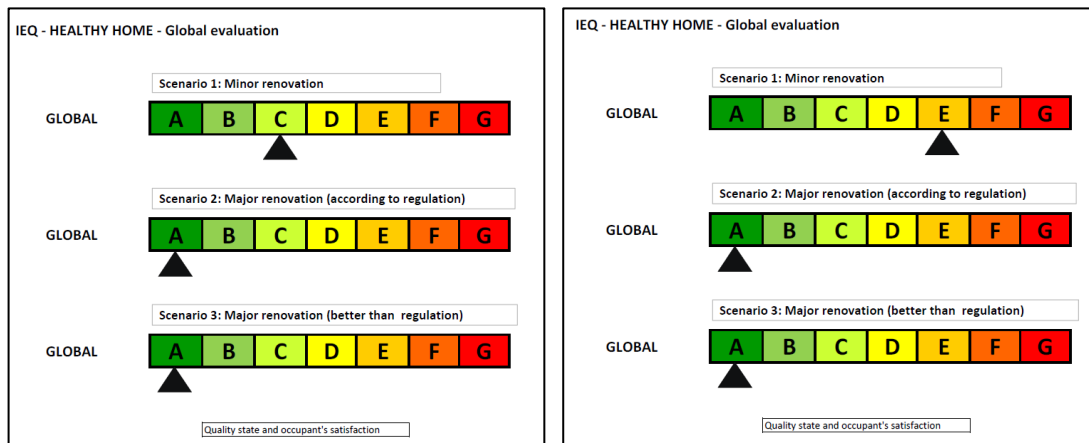 IEQ - HEALTHY HOME - Global evaluation
Scenario 1: Minor renovation
GLOBAL A B C D E F G
Scenario 2: Major renovation (according to regulation)
GLOBAL A B C D E F G
Scenario 3: Major renovation (better than regulation)
GLOBAL A B C D E F G
Quality state and occupant's satisfaction
IEQ - HEALTHY HOME - Global evaluation
Scenario 1: Minor renovation
GLOBAL A B C D E F G
Scenario 2: Major renovation (according to regulation)
GLOBAL A B C D E F G
Scenario 3: Major renovation (better than regulation)
GLOBAL A B C D E F G
Quality state and occupant's satisfaction